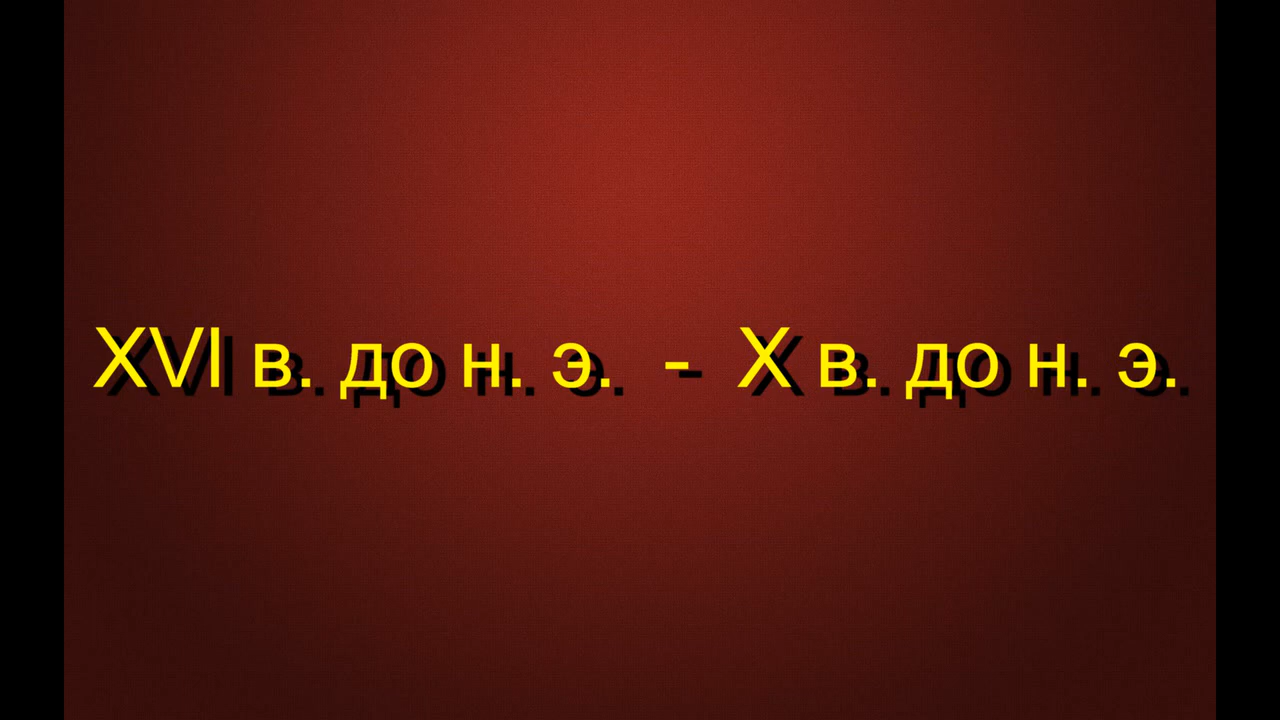 XVI в. до н. э. - X в. до н. э.